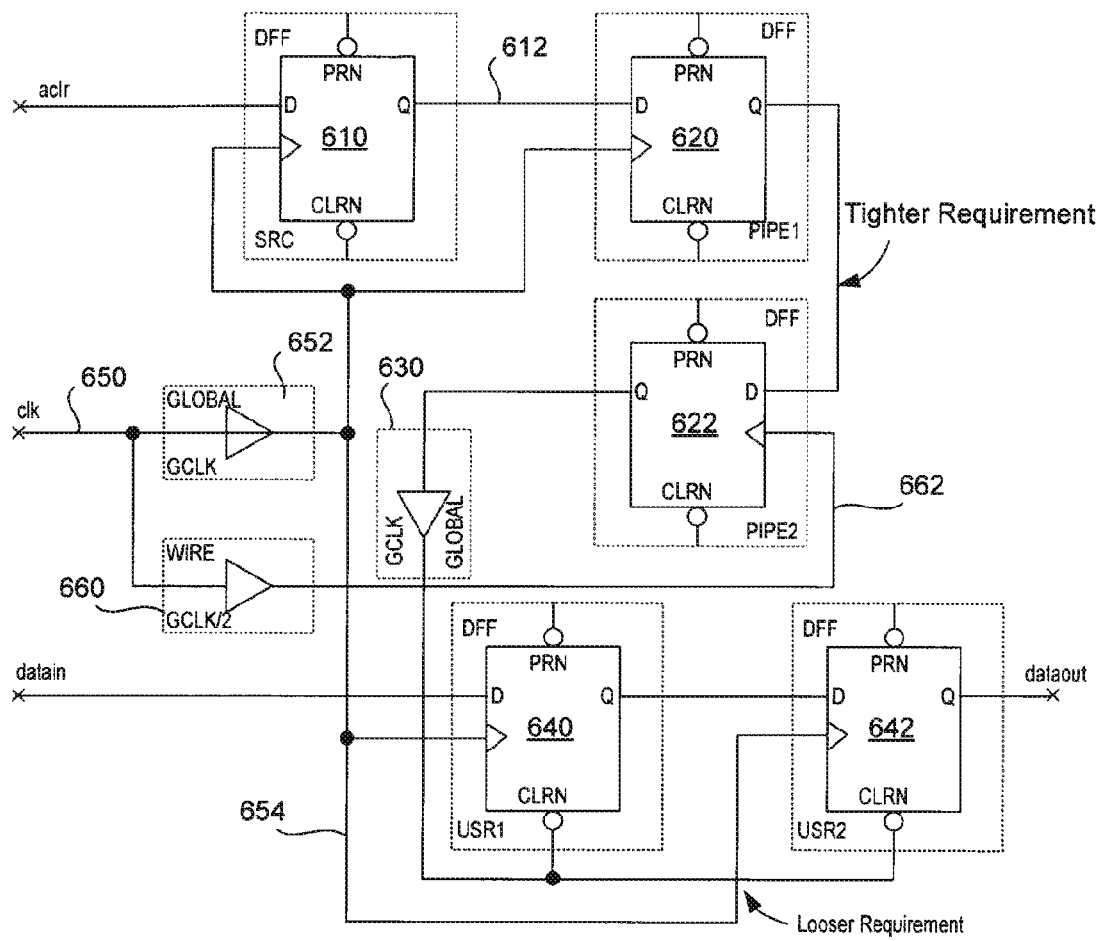 DFF
PRN
D
Q
610
CLRN
SRC
aclr
612
DFF
PRN
D
Q
620
CLRN
PIPE1
Tighter Requirement
DFF
PRN
Q
D
622
CLRN
PIPE2
662
clk
650
652
GLOBAL
GCLK
630
GCLK
GLOBAL
WIRE
GCLK/2
660
datain
DFF
PRN
D
Q
640
CLRN
USR1
DFF
PRN
D
Q
642
CLRN
USR2
dataout
654
Looser Requirement